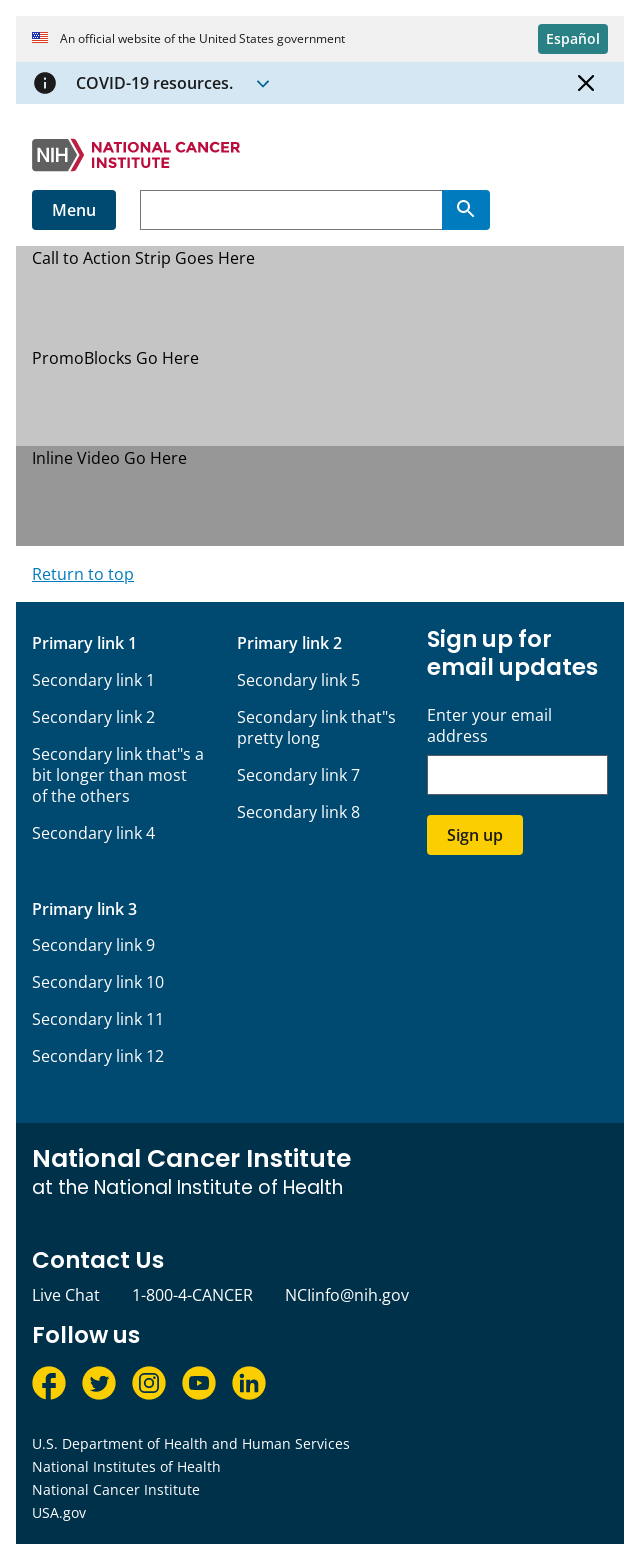 An official website of the United States government
Español
COVID-19 resources.
NIH NATIONAL CANCER
INSTITUTE
Menu
Call to Action Strip Goes Here
PromoBlocks Go Here
Inline Video Go Here
Return to top
Primary link 1
Secondary link 1
Secondary link 2
Secondary link that"s a
bit longer than most
of the others
Secondary link 4
Primary link 2
Secondary link 5
Secondary link that"s
pretty long
Secondary link 7
Secondary link 8
Sign up for
email updates
Enter your email
address
Sign up
Primary link 3
Secondary link 9
Secondary link 10
Secondary link 11
Secondary link 12
National Cancer Institute
at the National Institute of Health
Contact Us
Live Chat 1-800-4-CANCER NCIinfo@nih.gov
Follow us
U.S. Department of Health and Human Services
National Institutes of Health
National Cancer Institute
USA.gov